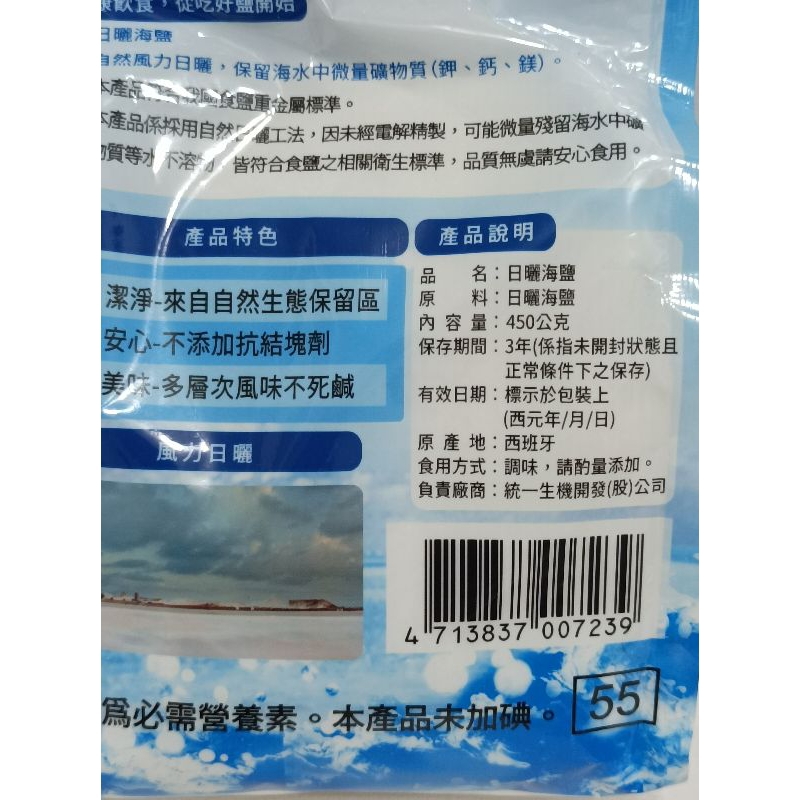 飲食，從吃好鹽開始
日曬海鹽
自然風力日曬，保留海水中微量礦物質(鉀、鈣、鎂)。
本產品符合我國食鹽重金屬標準。
本產品係採用自然日曬工法，因未經電解精製，可能微量殘留海水中礦
物質等水不溶物，皆符合食鹽之相關衛生標準，品質無虞請安心食用。
產品特色
潔淨-來自自然生態保留區
安心-不添加抗結塊劑
美味-多層次風味不死鹹
風力日曬
產品說明
品 名：日曬海鹽
原 料：日曬海鹽
內 容 量：450公克
保存期間：3年(係指未開封狀態且
正常條件下之保存)
有效日期：標示於包裝上
(西元年/月/日)
原 產 地：西班牙
食用方式：調味，請酌量添加。
負責廠商：統一生機開發(股)公司
4 713837 007239
為必需營養素。本產品未加碘。
55